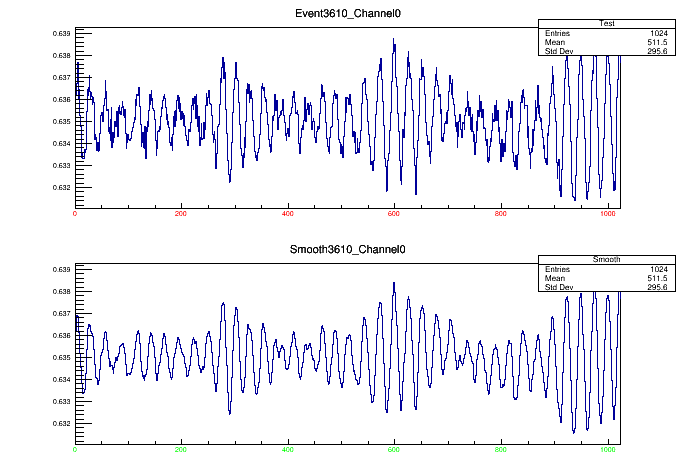 Event3610_Channel0
Test
Entries 1024
Mean 511.5
Std Dev 295.6
0.639
0.638
0.637
0.636
0.635
0.634
0.633
0.632
0 200 400 600 800 1000
Smooth3610_Channel0
Smooth
Entries 1024
Mean 511.5
Std Dev 295.6
0.639
0.638
0.637
0.636
0.635
0.634
0.633
0.632
0 200 400 600 800 1000